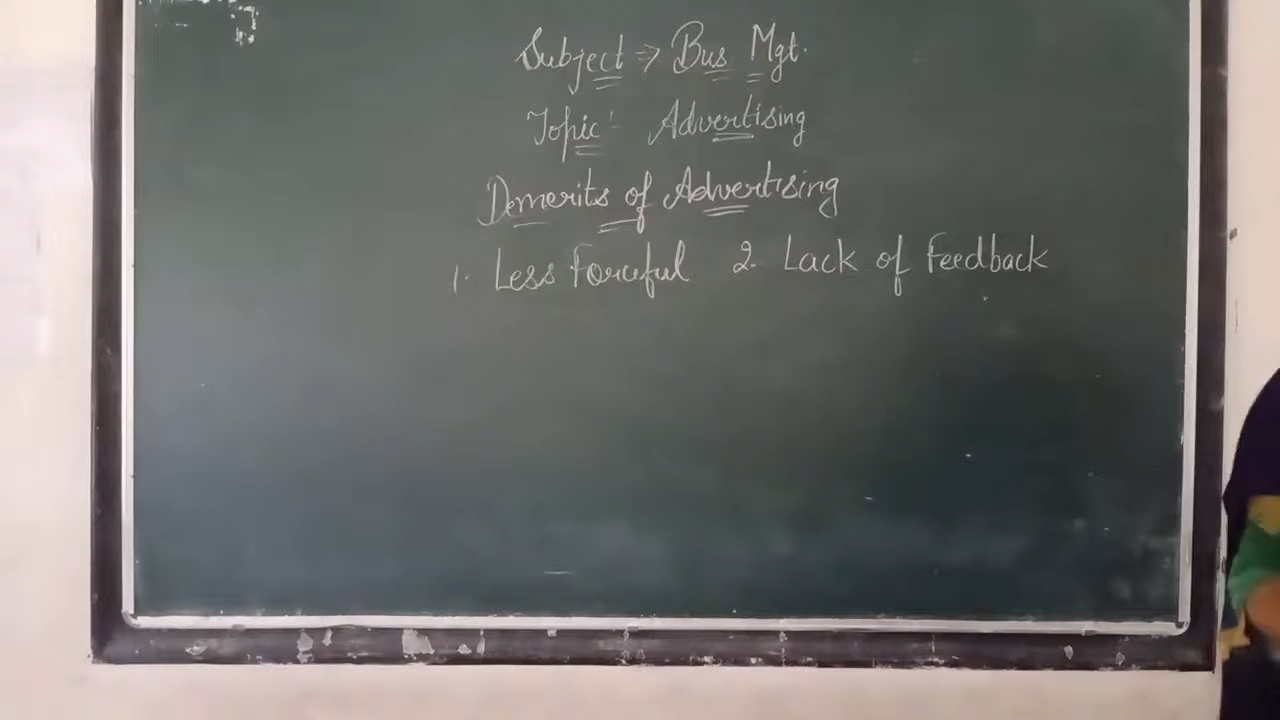 Subject => Bus Mgt.
Topic: Advertising
Demerits of Advertising
1. Less Forceful 2. Lack of Feedback